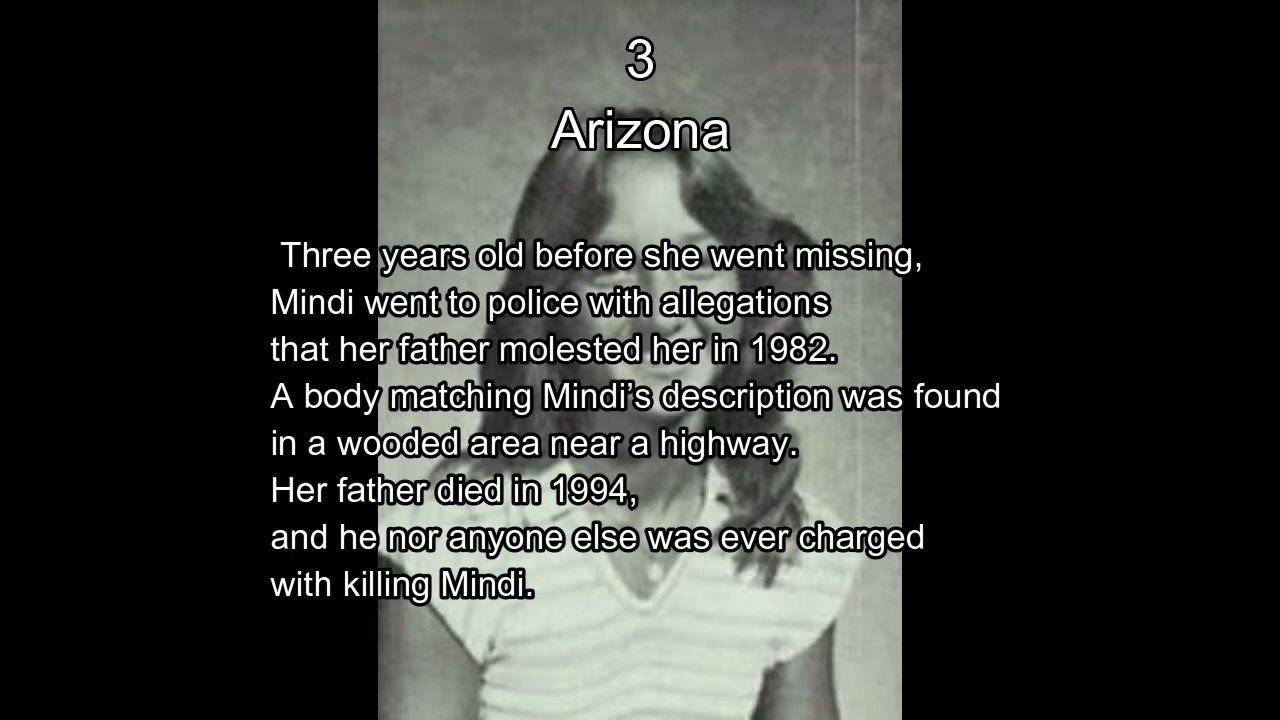 3
Arizona
Three years old before she went missing,
Mindi went to police with allegations
that her father molested her in 1982.
A body matching Mindi’s description was found
in a wooded area near a highway.
Her father died in 1994,
and he nor anyone else was ever charged
with killing Mindi.